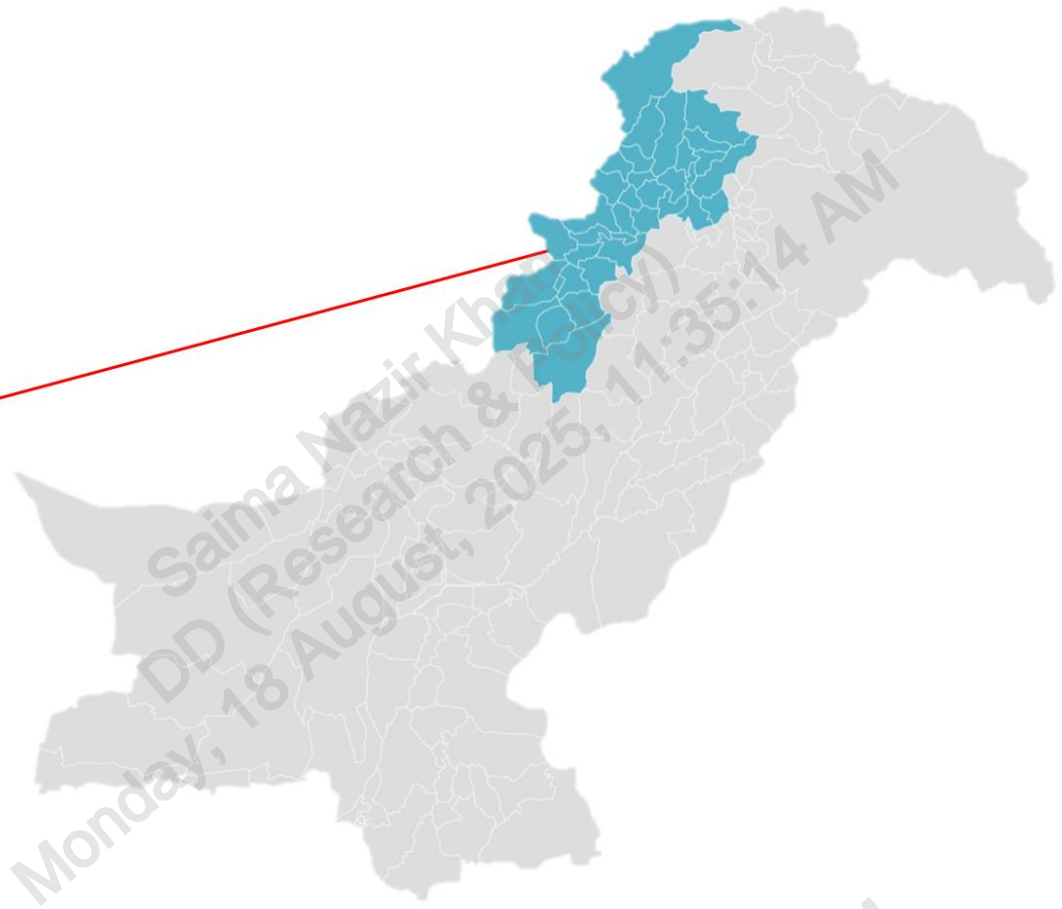 Saima Nazir Khan
DD (Research & Policy)
Monday, 18 August, 2025, 11:35:14 AM